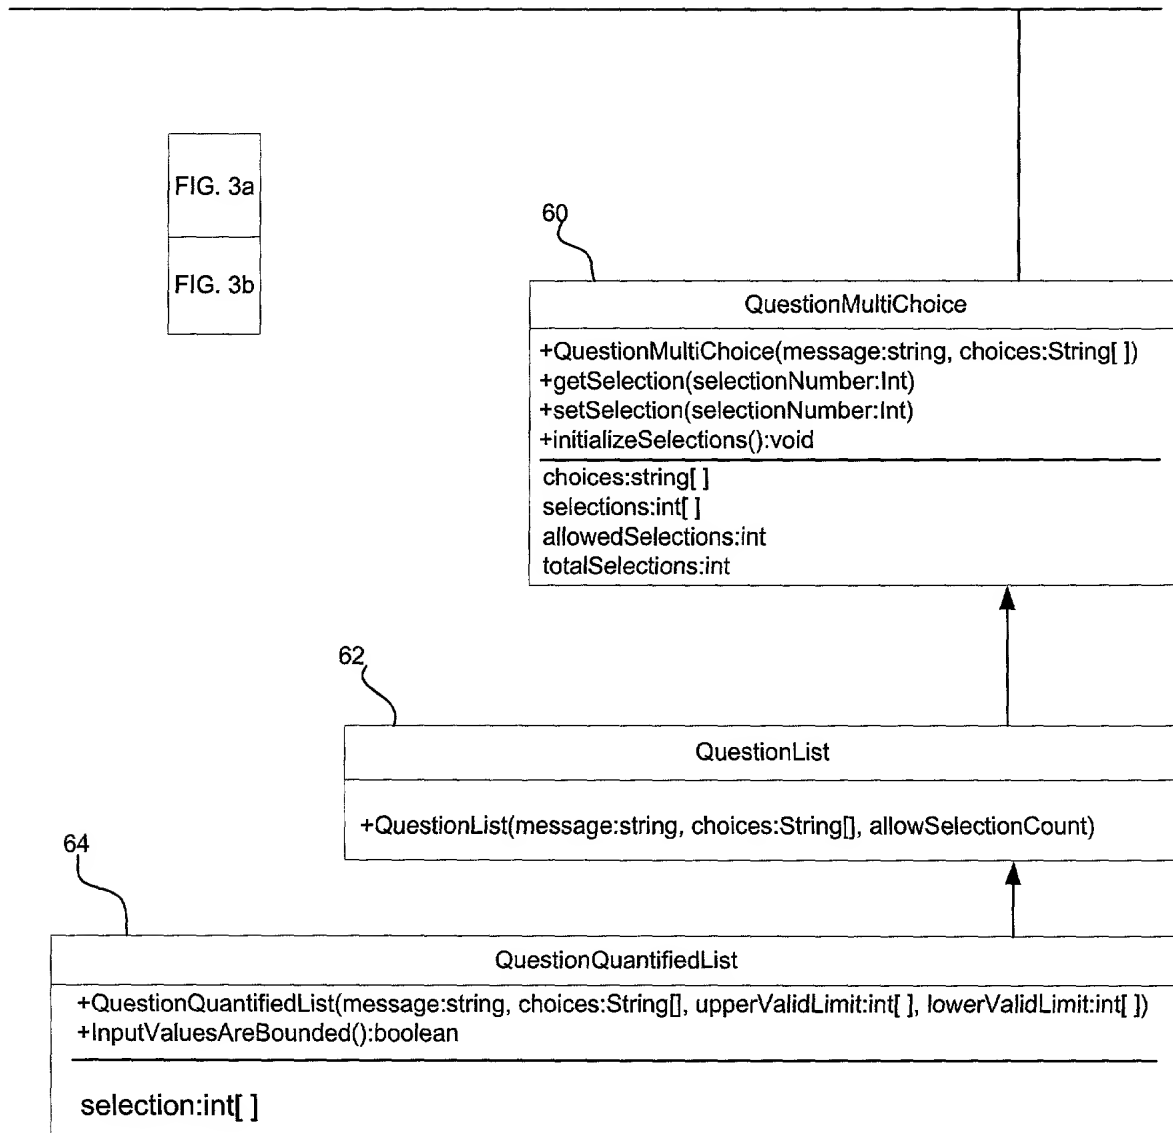 FIG. 3a
FIG. 3b
60
QuestionMultiChoice
+QuestionMultiChoice(message:string, choices:String[ ])
+getSelection(selectionNumber:Int)
+setSelection(selectionNumber:Int)
+initializeSelections():void
choices:string[ ]
selections:int[ ]
allowedSelections:int
totalSelections:int
62
QuestionList
+QuestionList(message:string, choices:String[], allowSelectionCount)
64
QuestionQuantifiedList
+QuestionQuantifiedList(message:string, choices:String[], upperValidLimit:int[ ], lowerValidLimit:int[ ])
+InputValuesAreBounded():boolean
selection:int[ ]